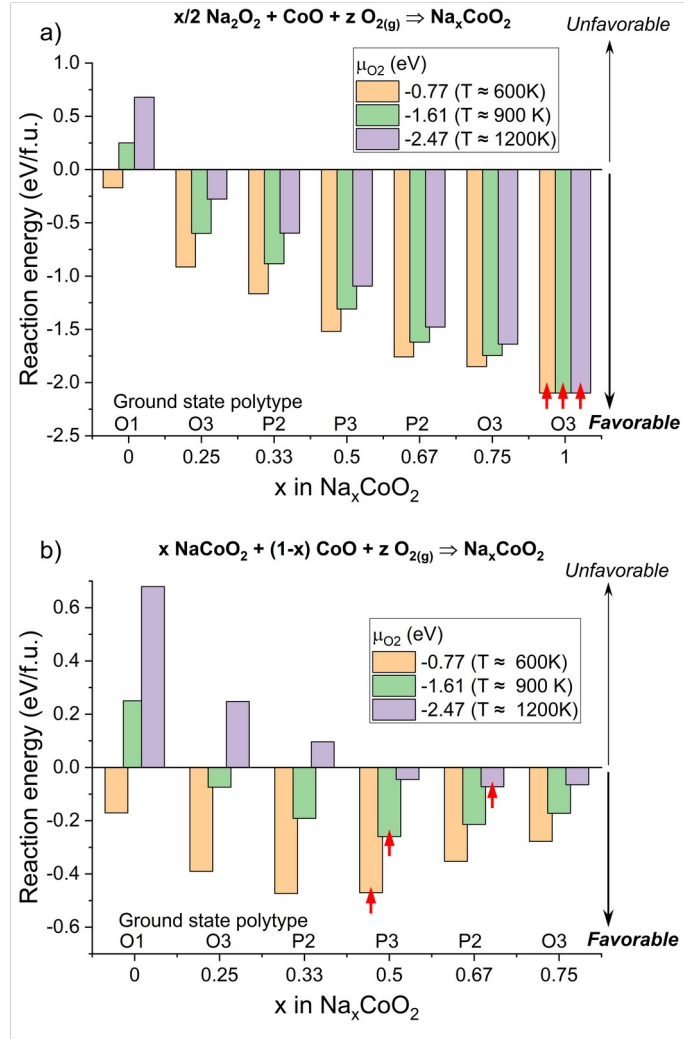 a)
x/2 Na₂O₂ + CoO + z O₂₍g₎ ⇒ NaₓCoO₂
Unfavorable
μO2 (eV)
-0.77 (T ≈ 600K)
-1.61 (T ≈ 900 K)
-2.47 (T ≈ 1200K)
1.0
0.5
0.0
-0.5
-1.0
-1.5
-2.0
-2.5
Reaction energy (eV/f.u.)
Ground state polytype
O1 O3 P2 P3 P2 O3 O3
Favorable
0 0.25 0.33 0.5 0.67 0.75 1
x in NaₓCoO₂
b)
x NaCoO₂ + (1-x) CoO + z O₂₍g₎ ⇒ NaₓCoO₂
Unfavorable
μO2 (eV)
-0.77 (T ≈ 600K)
-1.61 (T ≈ 900 K)
-2.47 (T ≈ 1200K)
0.6
0.4
0.2
0.0
-0.2
-0.4
-0.6
Reaction energy (eV/f.u.)
Ground state polytype
O1 O3 P2 P3 P2 O3
Favorable
0 0.25 0.33 0.5 0.67 0.75
x in NaₓCoO₂